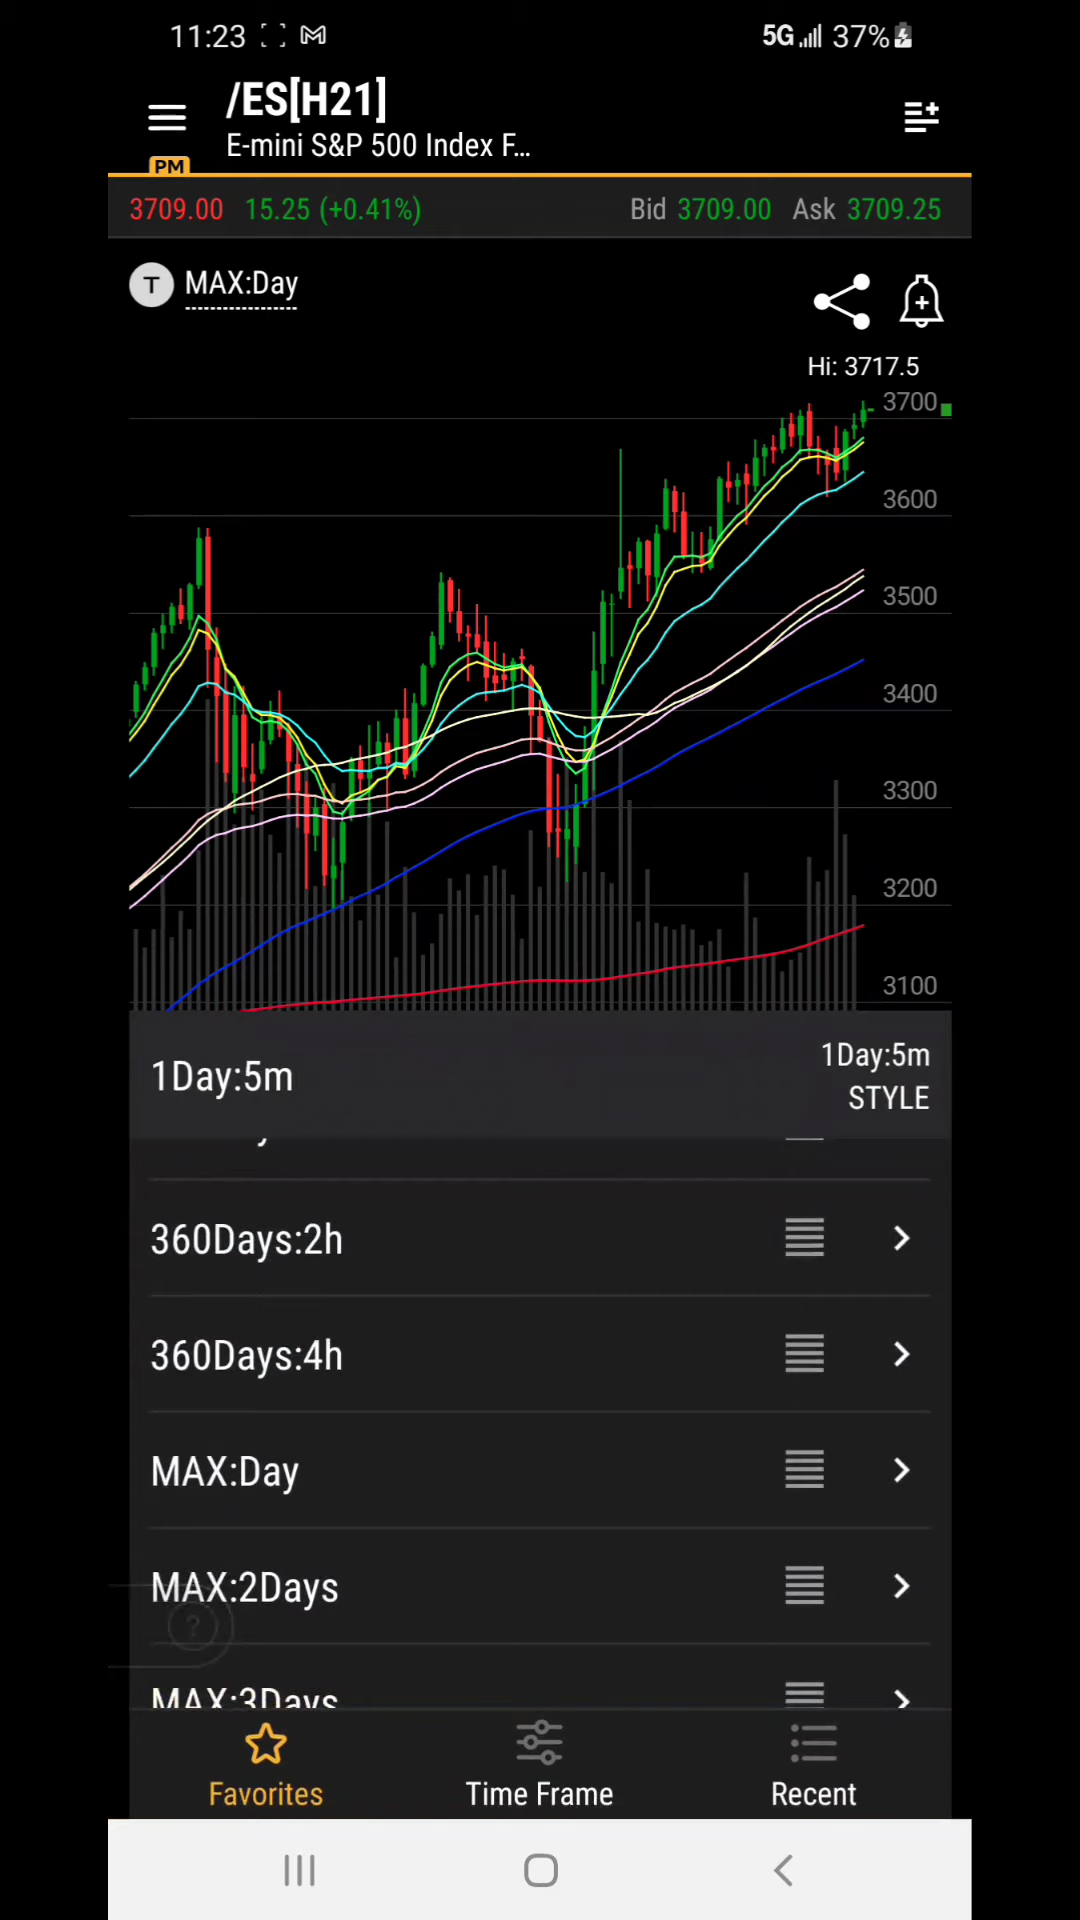 11:23
5G 37%
/ES[H21]
E-mini S&P 500 Index F...
PM
3709.00 15.25 (+0.41%) Bid 3709.00 Ask 3709.25
T MAX:Day
Hi: 3717.5
3700
3600
3500
3400
3300
3200
3100
1Day:5m
1Day:5m
STYLE
360Days:2h
360Days:4h
MAX:Day
MAX:2Days
?
MAX:3Days
Favorites Time Frame Recent